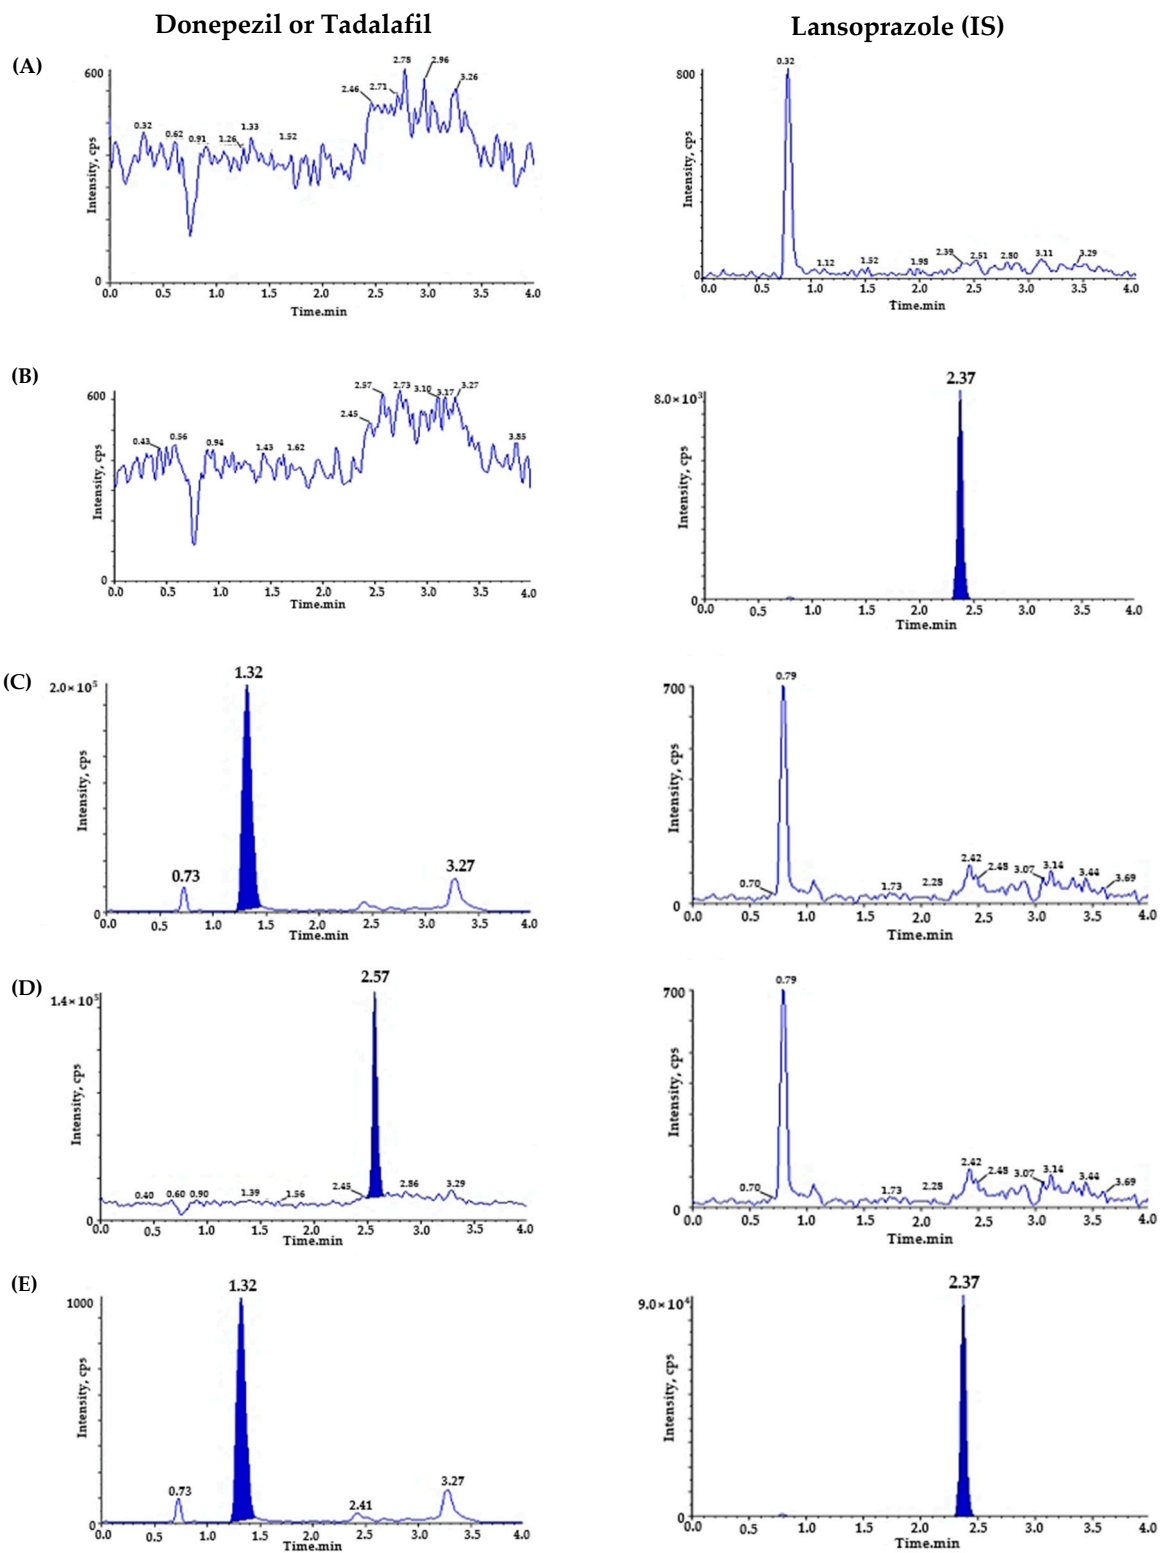 Donepezil or Tadalafil
Lansoprazole (IS)
(A)
600
0.32
0.62
0.91
1.26
1.33
1.52
2.46
2.71
2.78
2.96
3.26
Intensity, cps
0
0.0 0.5 1.0 1.5 2.0 2.5 3.0 3.5 4.0
Time.min
800
0.32
1.12
1.52
1.98
2.39
2.51
2.80
3.11
3.29
Intensity, cps
0
0.0 0.5 1.0 1.5 2.0 2.5 3.0 3.5 4.0
Time.min
(B)
600
0.43
0.56
0.94
1.43
1.62
2.45
2.57
2.73
3.10
3.17
3.27
3.85
Intensity, cps
0
0.0 0.5 1.0 1.5 2.0 2.5 3.0 3.5 4.0
Time.min
8.0×10³
2.37
Intensity, cps
0
0.0 0.5 1.0 1.5 2.0 2.5 3.0 3.5 4.0
Time.min
(C)
2.0×10⁵
0.73
1.32
3.27
Intensity, cps
0
0.0 0.5 1.0 1.5 2.0 2.5 3.0 3.5 4.0
Time.min
700
0.70
0.79
1.73
2.28
2.42
2.48
3.07
3.14
3.44
3.69
Intensity, cps
0
0.0 0.5 1.0 1.5 2.0 2.5 3.0 3.5 4.0
Time.min
(D)
1.4×10⁵
0.40
0.60
0.90
1.39
1.56
2.45
2.57
2.86
3.29
Intensity, cps
0
0.5 1.0 1.5 2.0 2.5 3.0 3.5 4.0
Time.min
700
0.70
0.79
1.73
2.28
2.42
2.48
3.07
3.14
3.44
3.69
Intensity, cps
0
0.0 0.5 1.0 1.5 2.0 2.5 3.0 3.5 4.0
Time.min
(E)
1000
0.73
1.32
2.41
3.27
Intensity, cps
0
0.0 0.5 1.0 1.5 2.0 2.5 3.0 3.5 4.0
Time.min
9.0×10⁴
2.37
Intensity, cps
0
0.0 0.5 1.0 1.5 2.0 2.5 3.0 3.5 4.0
Time.min